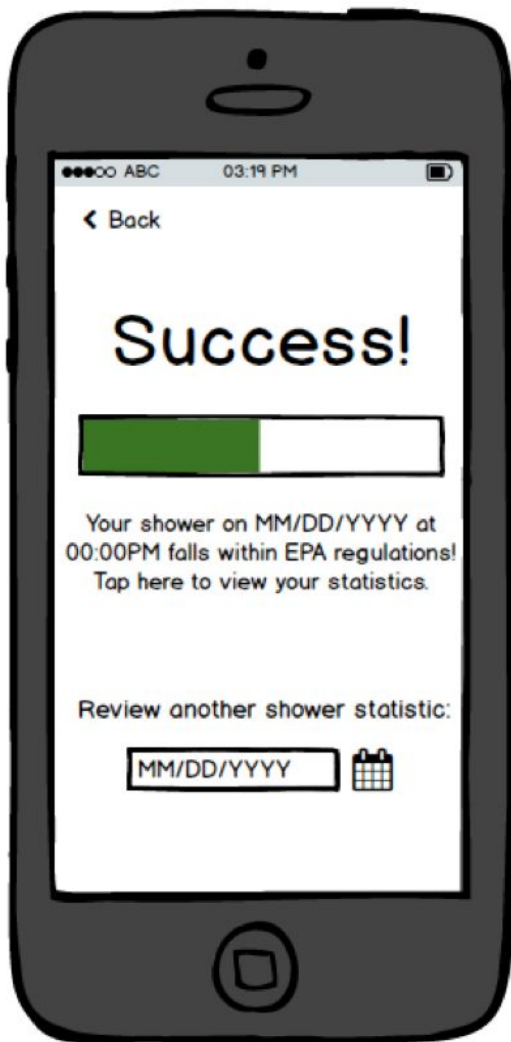 ABC 03:19 PM
Back
Success!
Your shower on MM/DD/YYYY at
00:00PM falls within EPA regulations!
Tap here to view your statistics.
Review another shower statistic:
MM/DD/YYYY